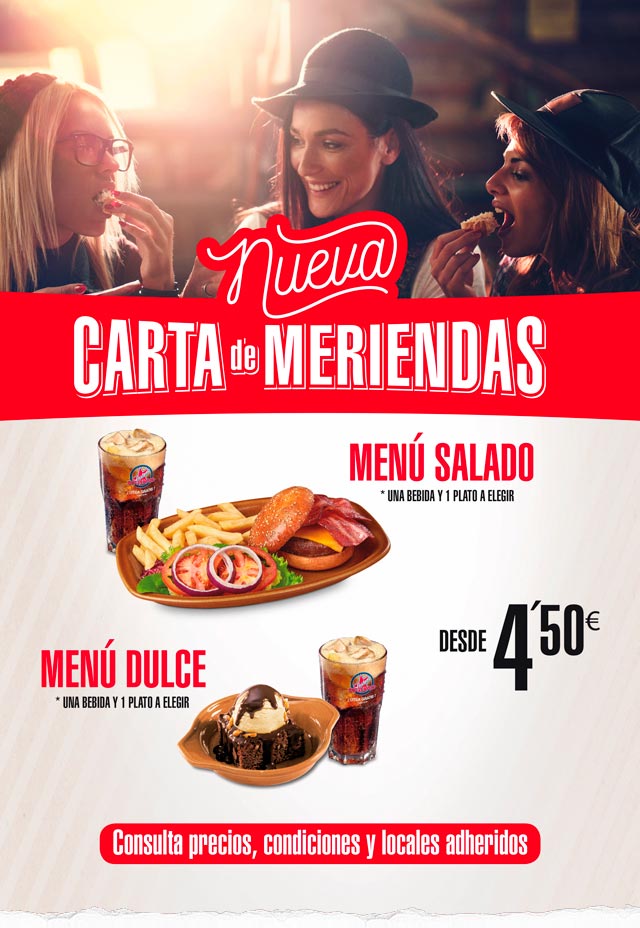 Nueva
CARTA de MERIENDAS
MENÚ SALADO
* UNA BEBIDA Y 1 PLATO A ELEGIR
DESDE 4'50€
MENÚ DULCE
* UNA BEBIDA Y 1 PLATO A ELEGIR
Consulta precios, condiciones y locales adheridos